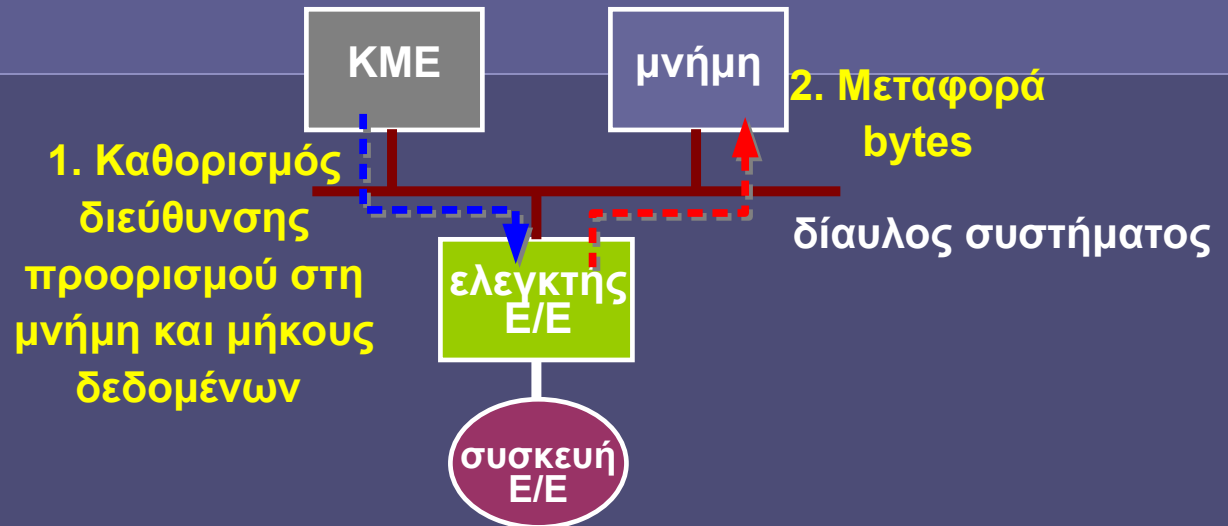 ΚΜΕ
μνήμη
1. Καθορισμός
διεύθυνσης
προορισμού στη
μνήμη και μήκους
δεδομένων
2. Μεταφορά
bytes
δίαυλος συστήματος
ελεγκτής
Ε/Ε
συσκευή
Ε/Ε